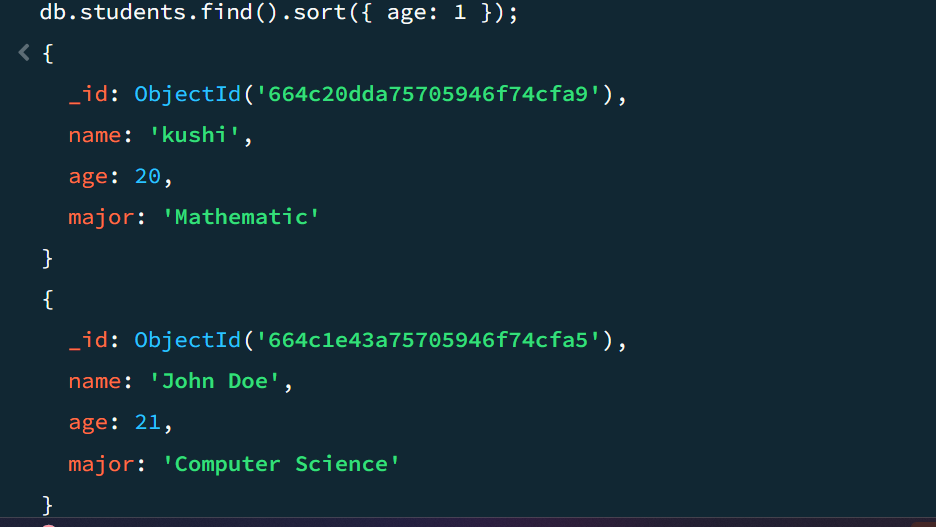 db.students.find().sort({ age: 1 });
{
_id: ObjectId('664c20dda75705946f74cfa9'),
name: 'kushi',
age: 20,
major: 'Mathematic'
}
{
_id: ObjectId('664c1e43a75705946f74cfa5'),
name: 'John Doe',
age: 21,
major: 'Computer Science'
}